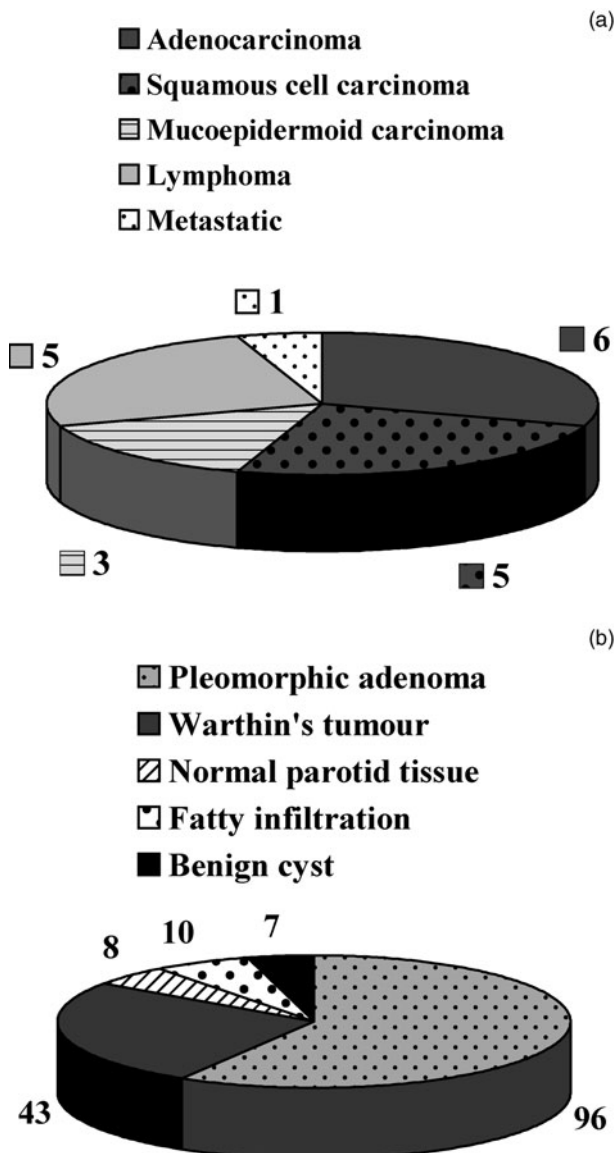 (a)
Adenocarcinoma
Squamous cell carcinoma
Mucoepidermoid carcinoma
Lymphoma
Metastatic
1
5
6
3
5
(b)
Pleomorphic adenoma
Warthin's tumour
Normal parotid tissue
Fatty infiltration
Benign cyst
7
10
8
43
96